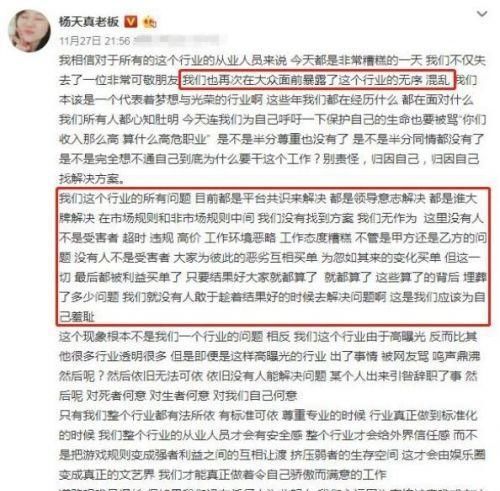 杨天真老板
11月27日 21:56
我相信对于所有的这个行业的从业人员来说 今天都是非常糟糕的一天 我们不仅失
去了一位非常可敬朋友 我们也再次在大众面前暴露了这个行业的无序 混乱 我们
本该是一个代表着梦想与光荣的行业啊 这些年我们都在经历什么 都在面对什么
我们所有人都心知肚明 今天连我们为自己呼吁一下保护自己的生命也要被骂“你们
收入那么高 算什么高危职业” 是不是半分尊重也没有了 是不是半分同情都没有了
是不是完全想不通自己到底为什么要干这个工作？别责怪，归因自己，归因自己
找解决方案。
我们这个行业的所有问题 目前都是平台共识来解决 都是领导意志解决 都是谁大
牌解决 在市场规则和非市场规则中间 我们没有找到方案 我们无作为 这里没有人
不是受害者 超时 违规 高价 工作环境恶略 工作态度糟糕 不管是甲方还是乙方的问
题 没有人不是受害者 大家为彼此的恶劣互相买单 为忽如其来的变化买单 但这一
切 最后都被利益买单了 只要结果好大家就都算了 就都算了 这些算了的背后 埋葬
了多少问题 我们就没有人敢于趁着结果好的时候去解决问题啊 这是我们应该为自
己羞耻
这个现象根本不是我们一个行业的问题 相反 我们这个行业由于高曝光 反而比其
他很多行业透明很多 但是即便是这样高曝光的行业 出了事情 被网友骂 鸣声鼎沸
然后呢？然后依旧无法可依 依旧没有人能解决问题 某个人出来引咎辞职了事 然
后呢 对死者何意 对生者何意 对我们自己何意
只有我们整个行业都有法所依 有标准可依 尊重专业的时候 行业真正做到标准化
的时候 我们整个行业的从业人员才会有安全感 整个行业才会给外界信任感 而不
是把游戏规则变成强者利益之间的互相让渡 挤压弱者的生存空间 这才会由娱乐圈
变成真正的文艺界 我们才能真正做着令自己骄傲而满意的工作